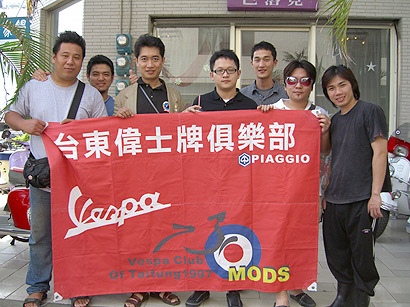 台東偉士牌俱樂部
PIAGGIO
Vespa
Vespa Club
Of Taitung 1997
MODS